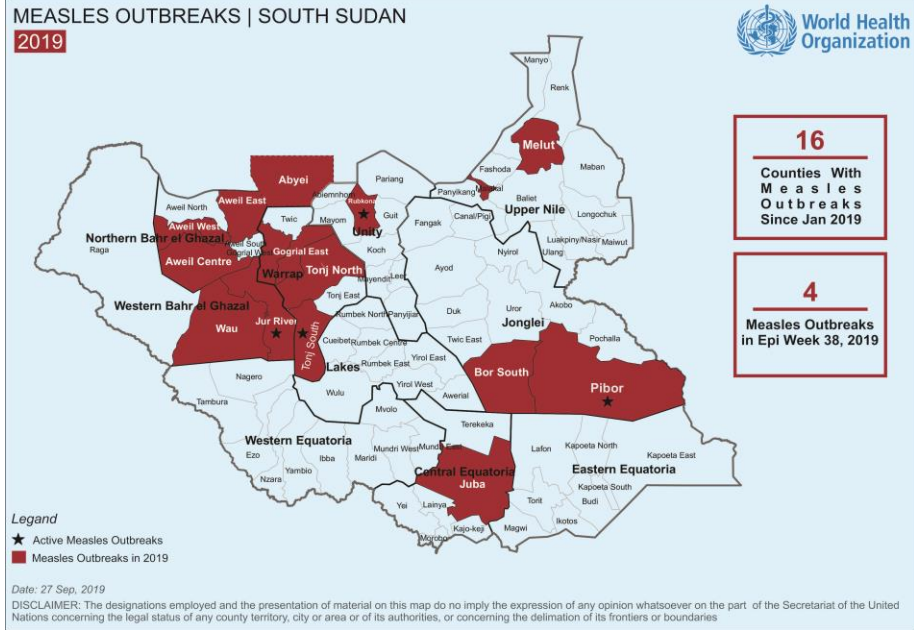 MEASLES OUTBREAKS | SOUTH SUDAN
2019
World Health
Organization
16
Counties With
Measles
Outbreaks
Since Jan 2019
4
Measles Outbreaks
in Epi Week 38, 2019
Manyo
Renk
Melut
Fashoda
Maban
Abyei
Pariang
Panyikang
Malakal
Abiemnhom
Rubkona
Baliet
Aweil East
Aweil North
Upper Nile
Longochuk
Twic
Mayom
Guit
Fangak
Canal/Pigi
Aweil West
Unity
Northern Bahr el Ghazal
Aweil South
Gogrial West
Gogrial East
Koch
Nyirol
Luakpiny/Nasir
Maiwut
Ulang
Raga
Aweil Centre
Warrap
Tonj North
Mayendit
Leer
Ayod
Tonj East
Western Bahr el Ghazal
Rumbek North
Panyijiar
Duk
Uror
Akobo
Jonglei
Wau
Jur River
Tonj South
Cueibet
Rumbek Centre
Twic East
Pochalla
Rumbek East
Yirol East
Lakes
Bor South
Pibor
Nagero
Wulu
Yirol West
Awerial
Tambura
Mvolo
Terekeka
Western Equatoria
Mundri West
Mundri East
Lafon
Kapoeta North
Kapoeta East
Ezo
Ibba
Maridi
Yambio
Nzara
Central Equatoria
Juba
Eastern Equatoria
Kapoeta South
Budi
Torit
Yei
Lainya
Ikotos
Magwi
Kajo-keji
Morobo
Legand
Active Measles Outbreaks
Measles Outbreaks in 2019
Date: 27 Sep, 2019
DISCLAIMER: The designations employed and the presentation of material on this map do no imply the expression of any opinion whatsoever on the part of the Secretariat of the United
Nations concerning the legal status of any county territory, city or area or of its authorities, or concerning the delimation of its frontiers or boundaries